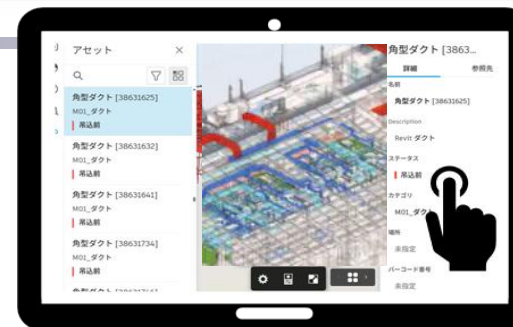 アセット
角型ダクト [38631625]
M01_ダクト
吊込前
角型ダクト [38631632]
M01_ダクト
吊込前
角型ダクト [38631641]
M01_ダクト
吊込前
角型ダクト [38631734]
M01_ダクト
吊込前
角型ダクト [3863...
詳細
参照先
名前
角型ダクト [38631625]
Description
Revit ダクト
ステータス
吊込前
カテゴリ
M01_ダク
場所
未指定
バーコード番号
未指定